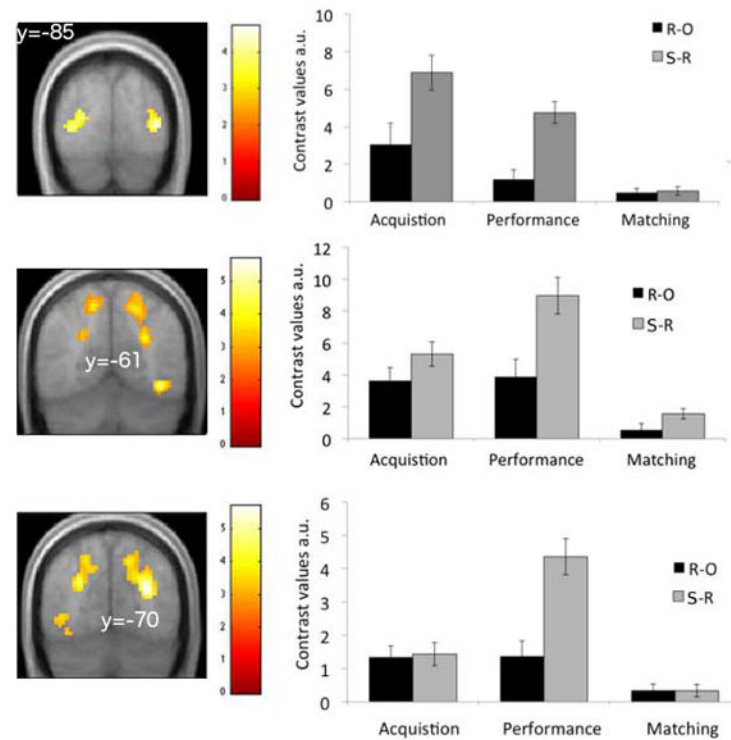 y=-85
4
3
2
1
0
Contrast values a.u.
10
8
6
4
2
0
R-O
S-R
Acquistion Performance Matching
y=-61
5
4
3
2
1
0
Contrast values a.u.
12
10
8
6
4
2
0
R-O
S-R
Acquistion Performance Matching
y=-70
5
4
3
2
1
0
Contrast values a.u.
6
5
4
3
2
1
0
R-O
S-R
Acquistion Performance Matching